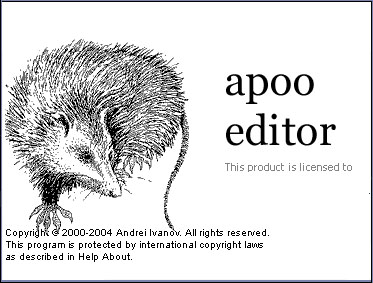 apoo
editor
This product is licensed to
Copyright © 2000-2004 Andrei Ivanov. All rights reserved.
This program is protected by international copyright laws
as described in Help About.